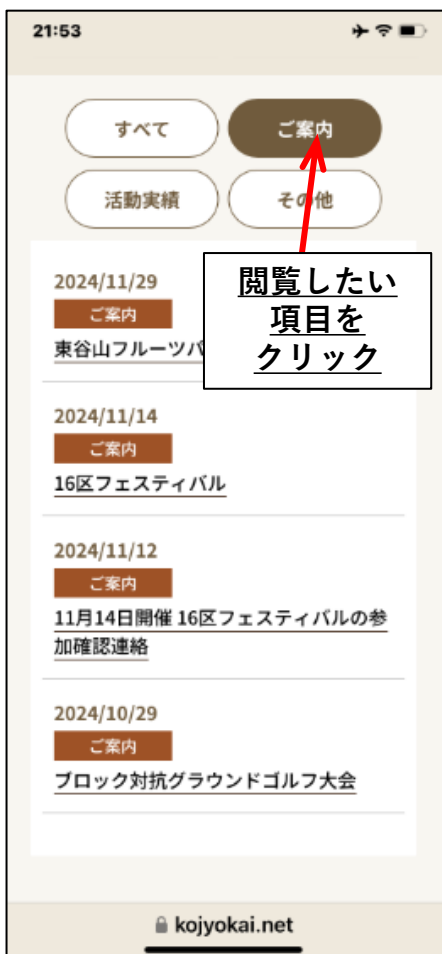 21:53
すべて
ご案内
活動実績
その他
閲覧したい
項目を
クリック
2024/11/29
ご案内
東谷山フルーツパ
2024/11/14
ご案内
16区フェスティバル
2024/11/12
ご案内
11月14日開催 16区フェスティバルの参
加確認連絡
2024/10/29
ご案内
ブロック対抗グラウンドゴルフ大会
kojyokai.net